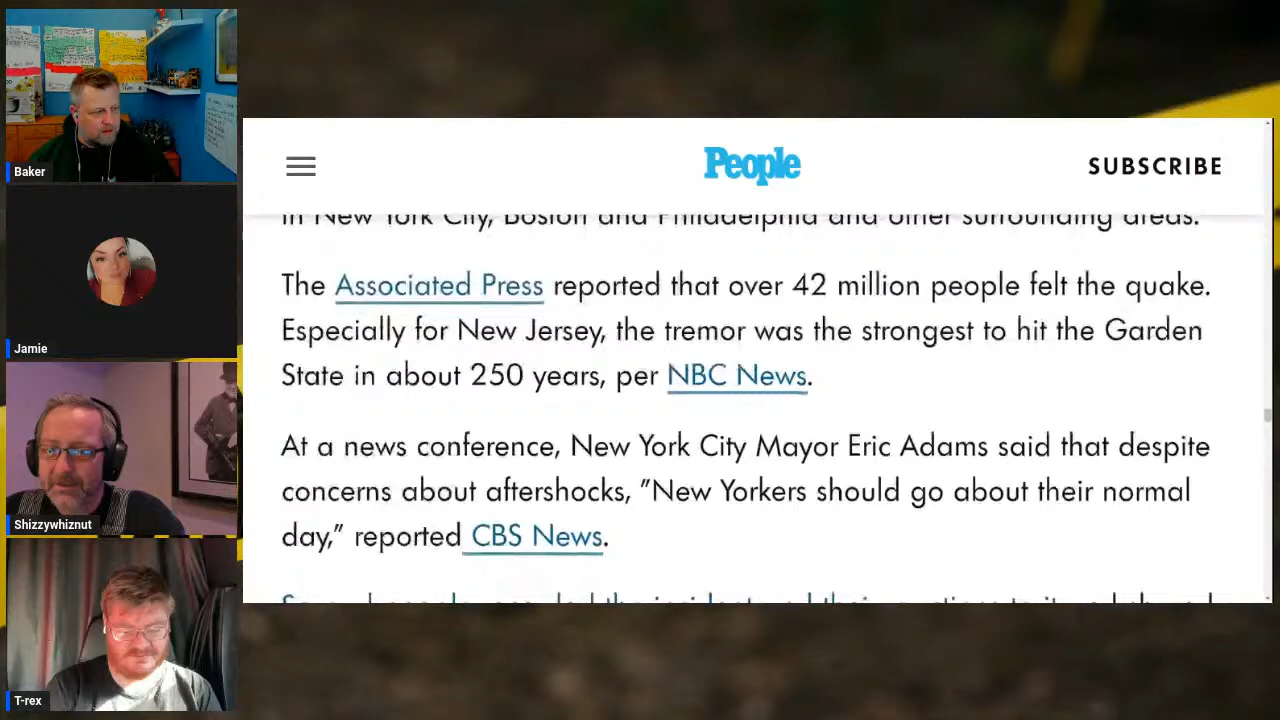 Baker
Jamie
Shizzywhiznut
T-rex
People
SUBSCRIBE
in New York City, Boston and Philadelphia and other surrounding areas.
The Associated Press reported that over 42 million people felt the quake.
Especially for New Jersey, the tremor was the strongest to hit the Garden
State in about 250 years, per NBC News.
At a news conference, New York City Mayor Eric Adams said that despite
concerns about aftershocks, ”New Yorkers should go about their normal
day,” reported CBS News.